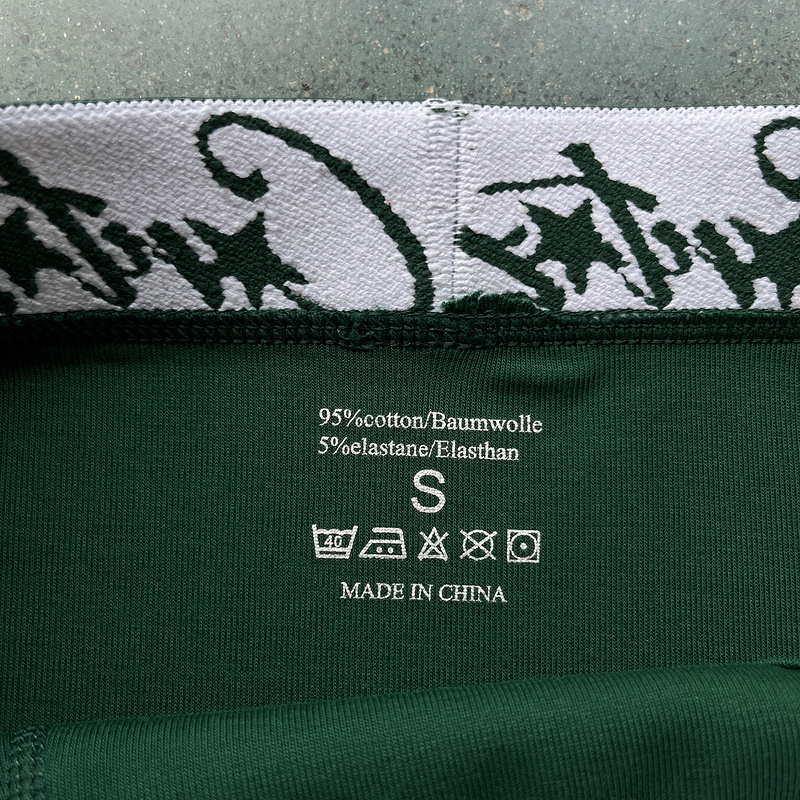 95%cotton/Baumwolle
5%elastane/Elasthan
S
40
MADE IN CHINA